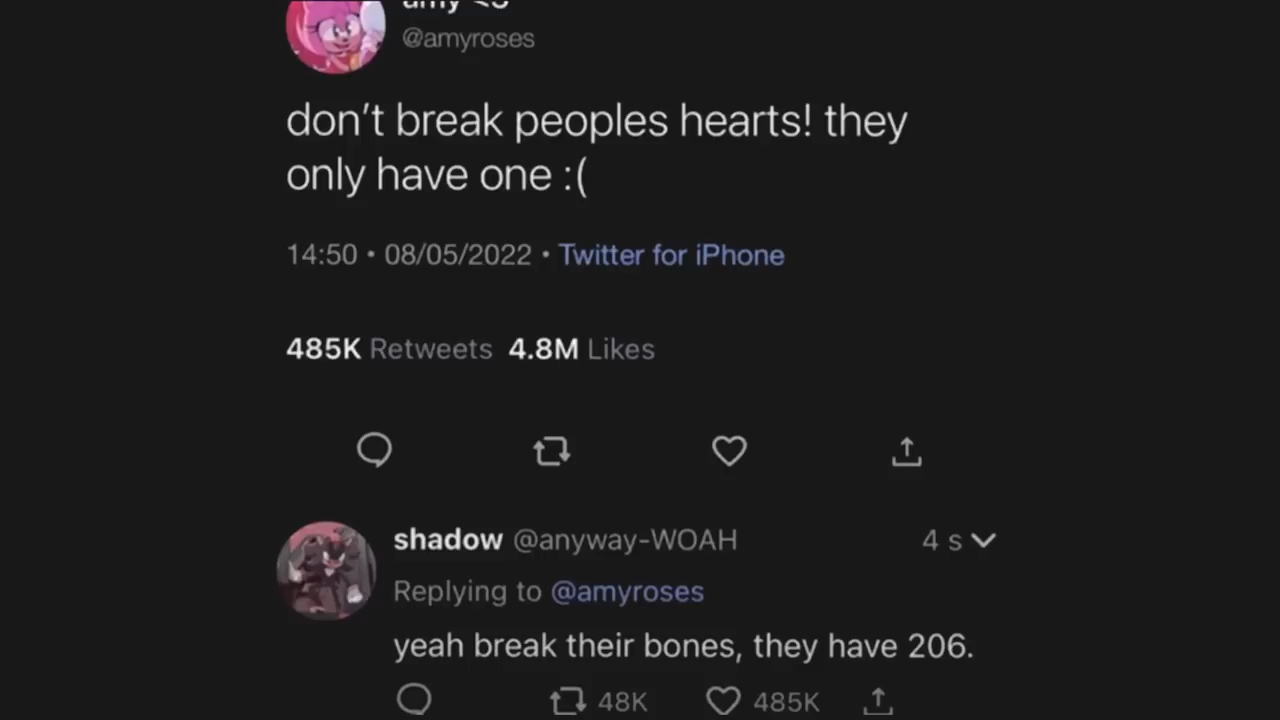 amy <3
@amyroses
don't break peoples hearts! they
only have one :(
14:50 • 08/05/2022 • Twitter for iPhone
485K Retweets 4.8M Likes
shadow @anyway-WOAH 4 s
Replying to @amyroses
yeah break their bones, they have 206.
48K 485K